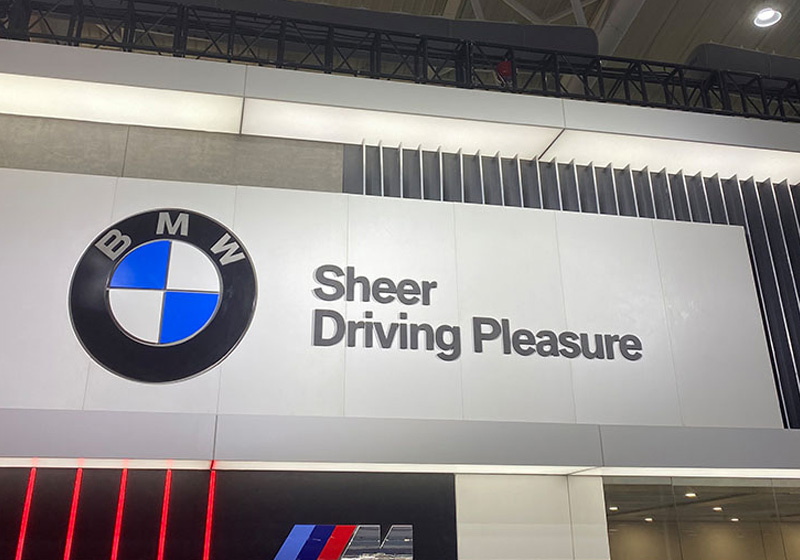 BMW
Sheer
Driving Pleasure
M